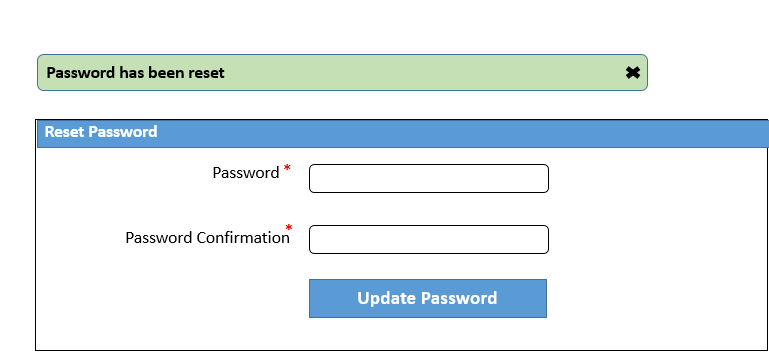 Password has been reset ✖
Reset Password
Password *
Password Confirmation *
Update Password